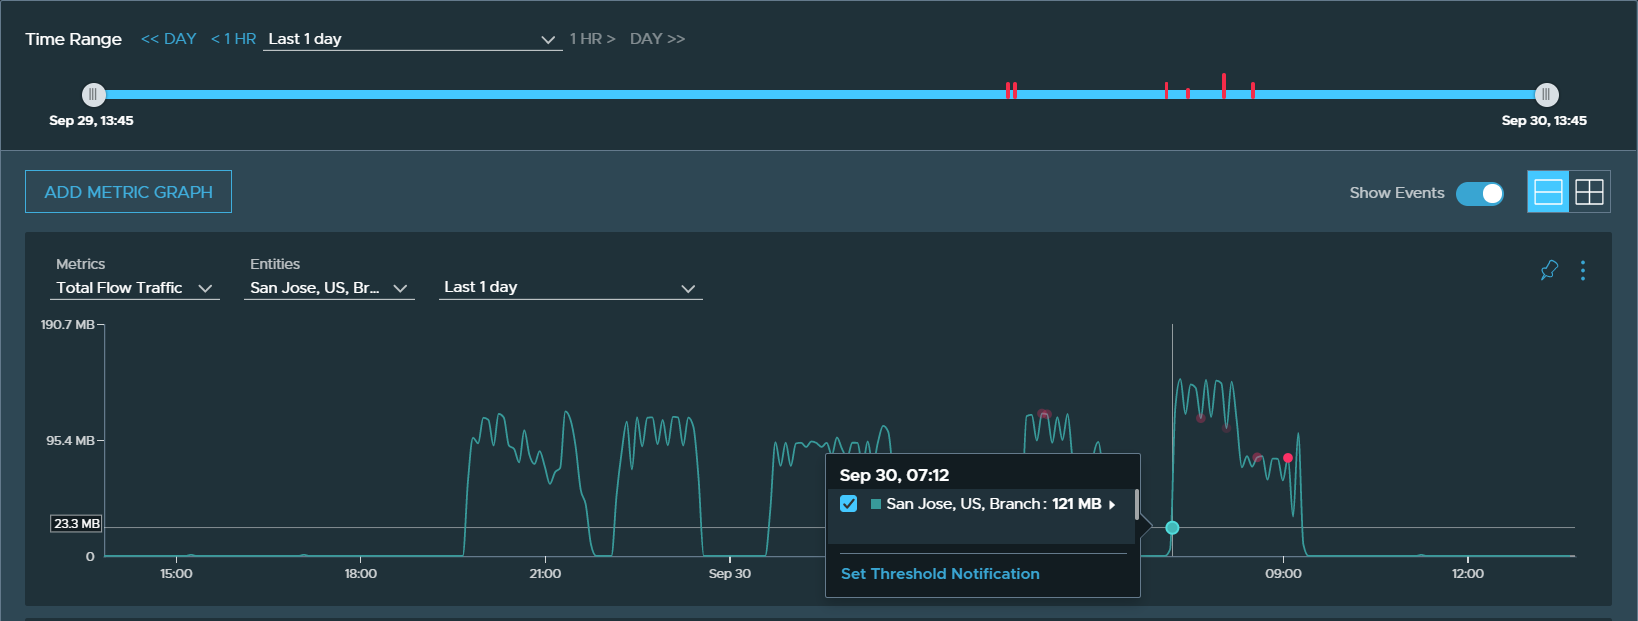 Time Range << DAY < 1 HR Last 1 day 1 HR > DAY >>
Sep 29, 13:45 Sep 30, 13:45
ADD METRIC GRAPH Show Events
Metrics Entities
Total Flow Traffic San Jose, US, Br... Last 1 day
190.7 MB
95.4 MB
Sep 30, 07:12
San Jose, US, Branch: 121 MB
23.3 MB
0
Set Threshold Notification
15:00 18:00 21:00 Sep 30 09:00 12:00